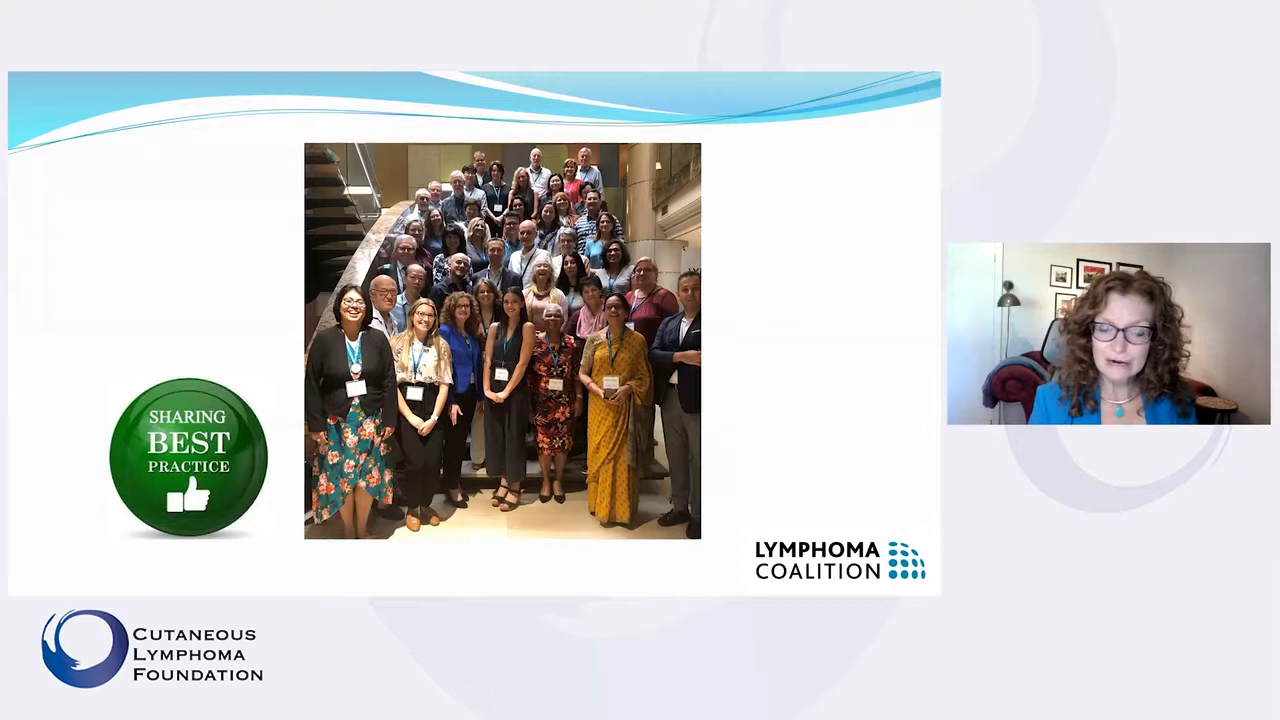 SHARING
BEST
PRACTICE
LYMPHOMA
COALITION
CUTANEOUS
LYMPHOMA
FOUNDATION